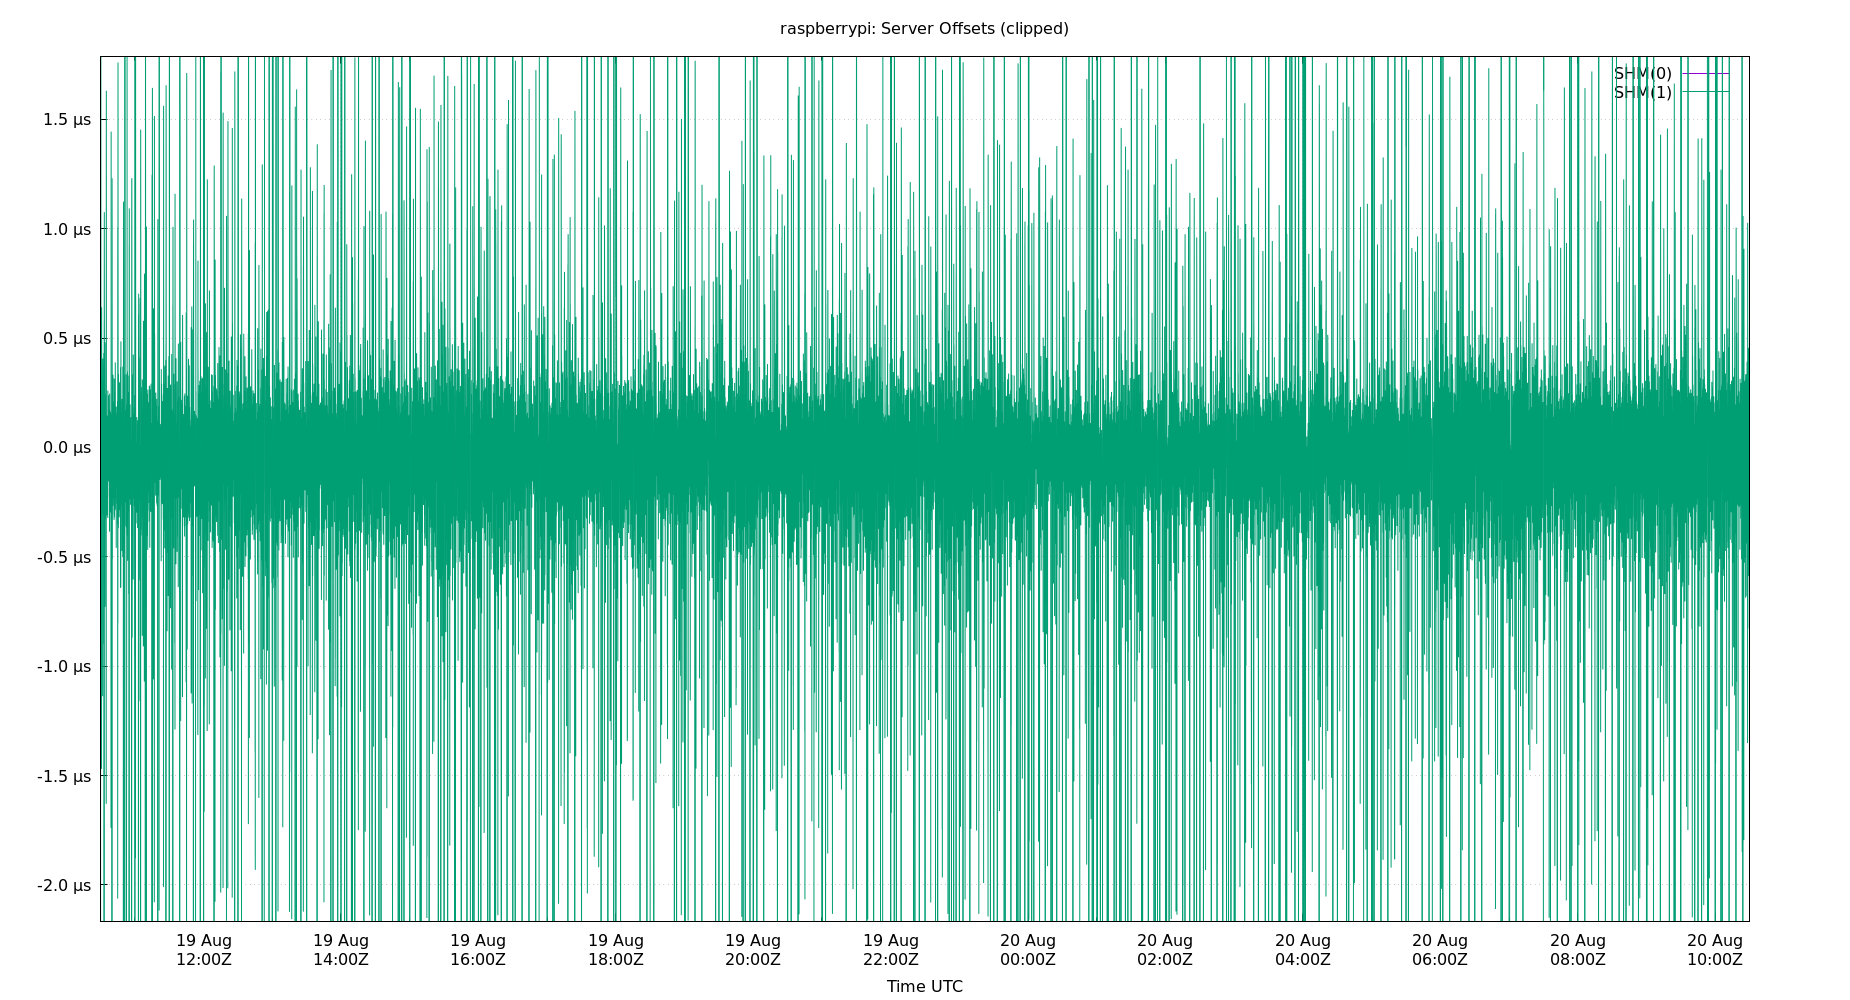 raspberrypi: Server Offsets (clipped)
SHM(0)
SHM(1)
1.5 µs
1.0 µs
0.5 µs
0.0 µs
-0.5 µs
-1.0 µs
-1.5 µs
-2.0 µs
19 Aug 19 Aug 19 Aug 19 Aug 19 Aug 19 Aug 20 Aug 20 Aug 20 Aug 20 Aug 20 Aug 20 Aug
12:00Z 14:00Z 16:00Z 18:00Z 20:00Z 22:00Z 00:00Z 02:00Z 04:00Z 06:00Z 08:00Z 10:00Z
Time UTC